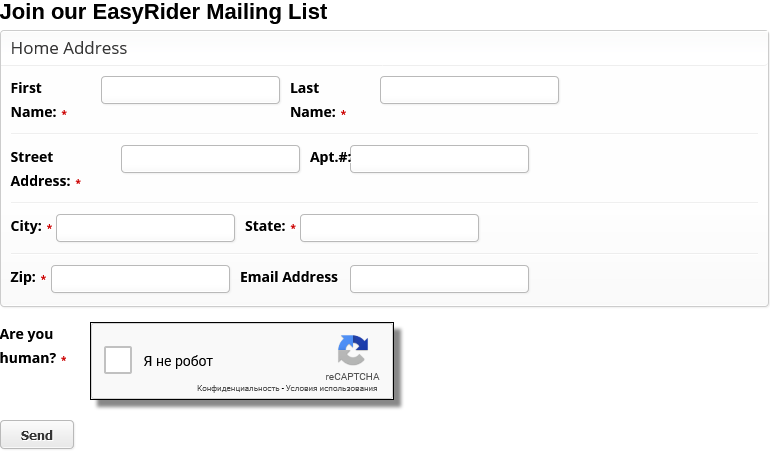 Join our EasyRider Mailing List
Home Address
First Name: *
Last Name: *
Street Address: *
Apt.#:
City: *
State: *
Zip: *
Email Address
Are you human? *
Я не робот
reCAPTCHA
Конфиденциальность - Условия использования
Send